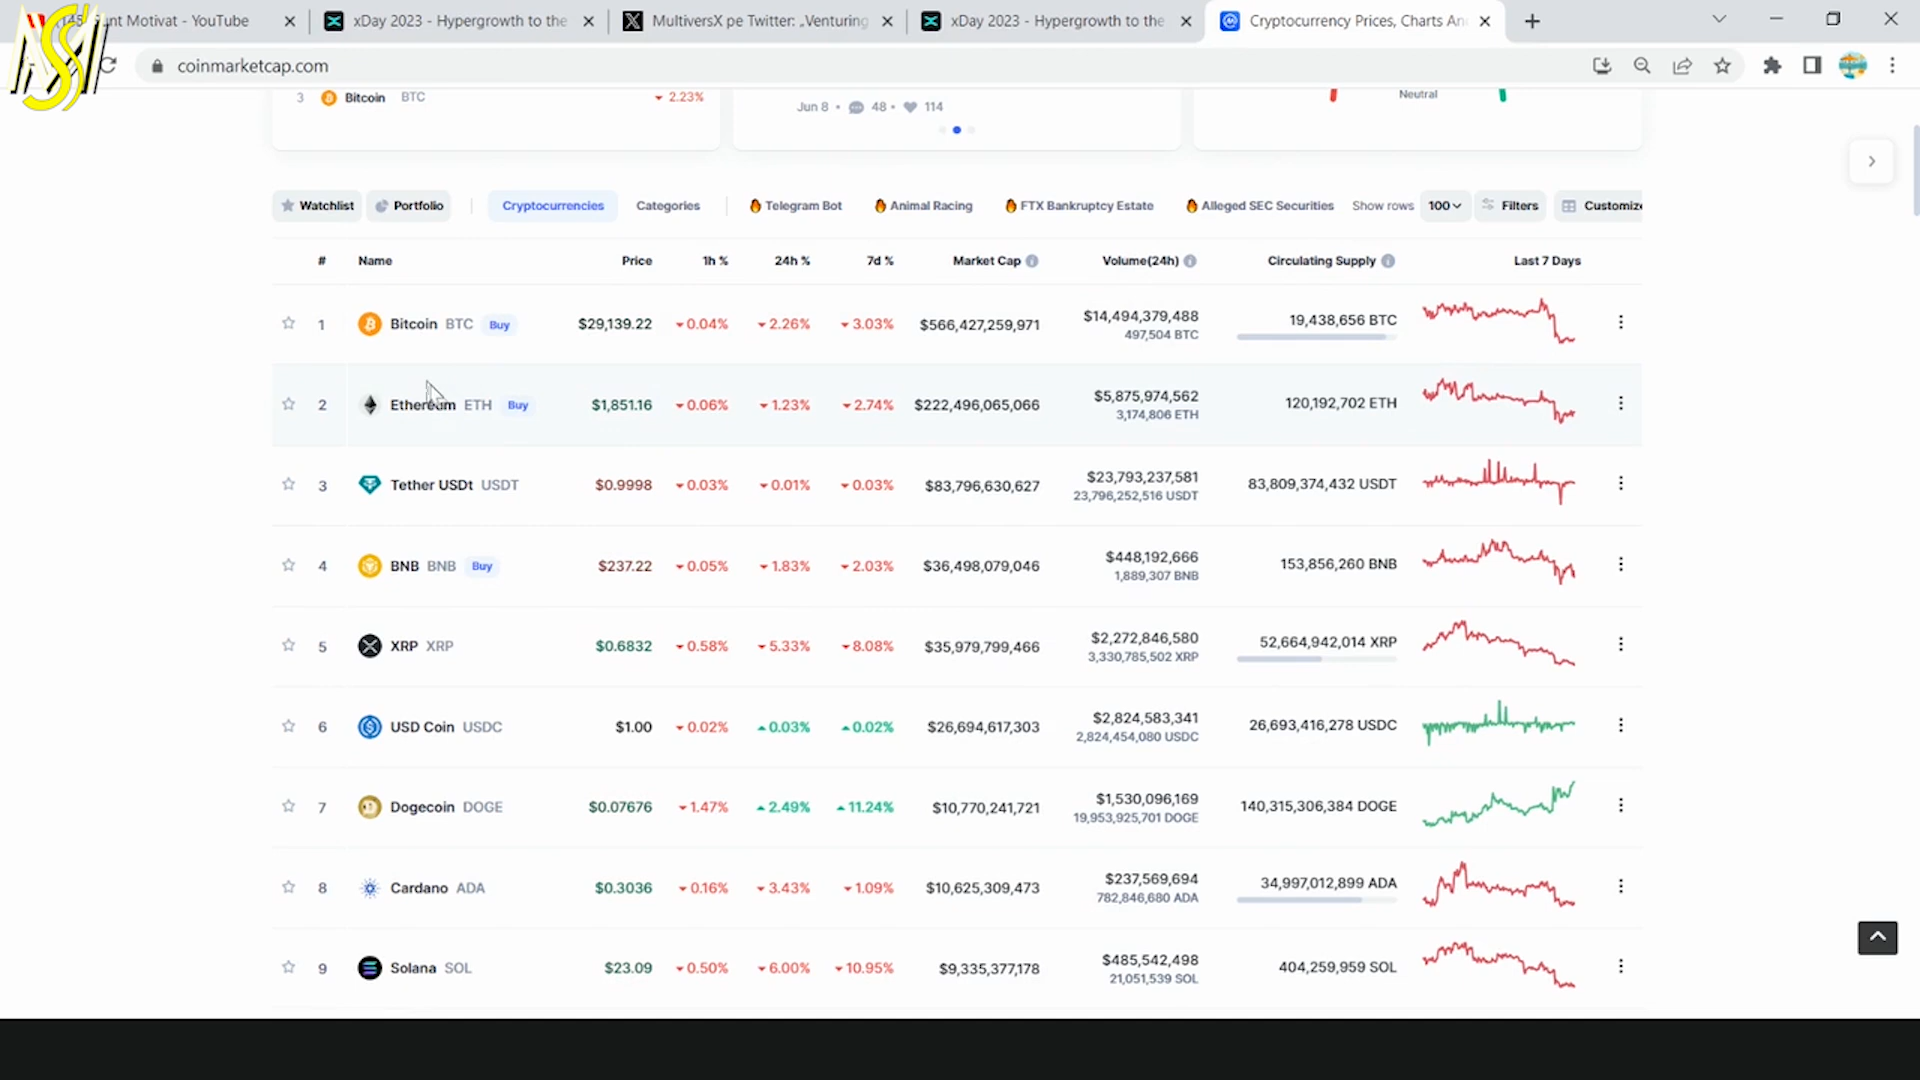 Sunt Motivat - YouTube
xDay 2023 - Hypergrowth to the
MultiversX pe Twitter: „Venturing
xDay 2023 - Hypergrowth to the
Cryptocurrency Prices, Charts An
coinmarketcap.com
3 Bitcoin BTC 2.23%
Jun 8 • 48 • 114
Neutral
Watchlist Portfolio Cryptocurrencies Categories Telegram Bot Animal Racing FTX Bankruptcy Estate Alleged SEC Securities Show rows 100 Filters Customize
# Name Price 1h % 24h % 7d % Market Cap Volume(24h) Circulating Supply Last 7 Days
1 Bitcoin BTC Buy $29,139.22 0.04% 2.26% 3.03% $566,427,259,971 $14,494,379,488 19,438,656 BTC
497,504 BTC
2 Ethereum ETH Buy $1,851.16 0.06% 1.23% 2.74% $222,496,065,066 $5,875,974,562 120,192,702 ETH
3,174,806 ETH
3 Tether USDt USDT $0.9998 0.03% 0.01% 0.03% $83,796,630,627 $23,793,237,581 83,809,374,432 USDT
23,796,252,516 USDT
4 BNB BNB Buy $237.22 0.05% 1.83% 2.03% $36,498,079,046 $448,192,666 153,856,260 BNB
1,889,307 BNB
5 XRP XRP $0.6832 0.58% 5.33% 8.08% $35,979,799,466 $2,272,846,580 52,664,942,014 XRP
3,330,785,502 XRP
6 USD Coin USDC $1.00 0.02% 0.03% 0.02% $26,694,617,303 $2,824,583,341 26,693,416,278 USDC
2,824,454,080 USDC
7 Dogecoin DOGE $0.07676 1.47% 2.49% 11.24% $10,770,241,721 $1,530,096,169 140,315,306,384 DOGE
19,953,925,701 DOGE
8 Cardano ADA $0.3036 0.16% 3.43% 1.09% $10,625,309,473 $237,569,694 34,997,012,899 ADA
782,846,680 ADA
9 Solana SOL $23.09 0.50% 6.00% 10.95% $9,335,377,178 $485,542,498 404,259,959 SOL
21,051,539 SOL